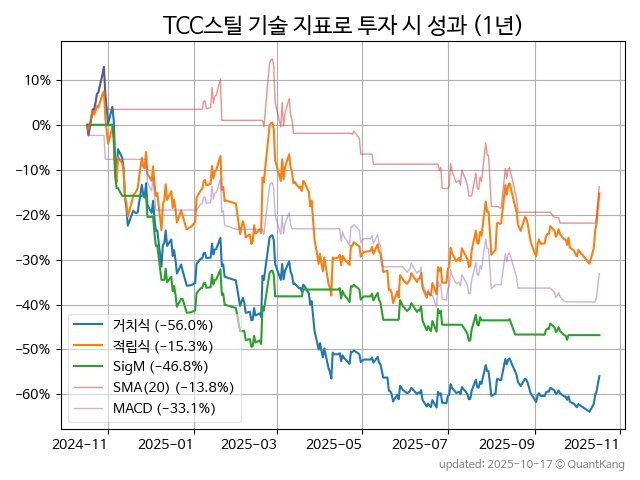 TCC스틸 기술 지표로 투자 시 성과 (1년)
10%
0%
−10%
−20%
−30%
−40%
−50%
−60%
거치식 (−56.0%)
적립식 (−15.3%)
SigM (−46.8%)
SMA(20) (−13.8%)
MACD (−33.1%)
2024-11 2025-01 2025-03 2025-05 2025-07 2025-09 2025-11
updated: 2025-10-17 © QuantKang